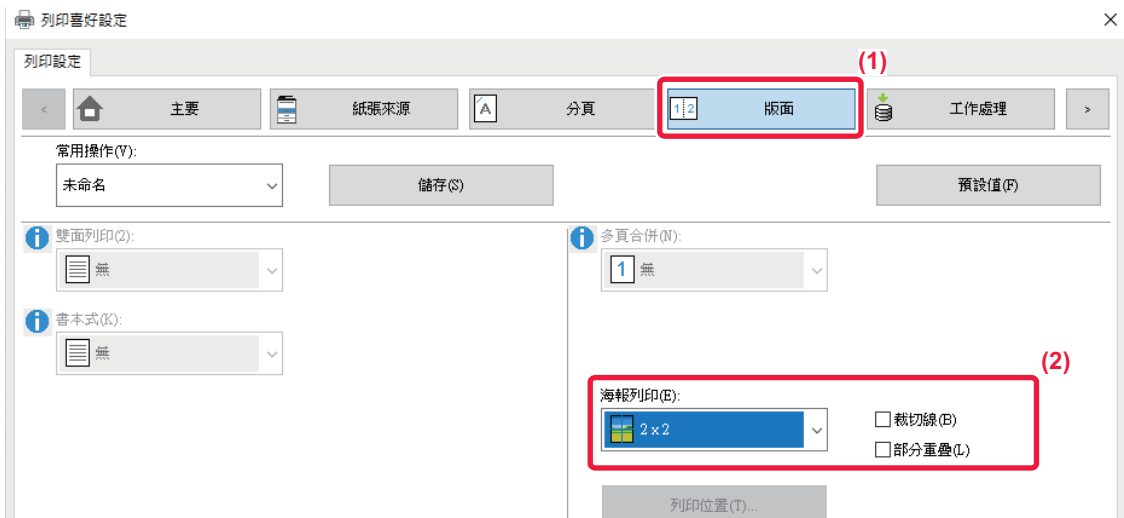 列印喜好設定
列印設定
(1)
< 主要 紙張來源 A 分頁 1 2 版面 工作處理 >
常用操作(V):
未命名 儲存(S) 預設值(F)
雙面列印(2): 多頁合併(N):
無 1 無
書本式(K):
無
(2)
海報列印(E):
2 x 2 裁切線(B)
部分重疊(L)
列印位置(T)...